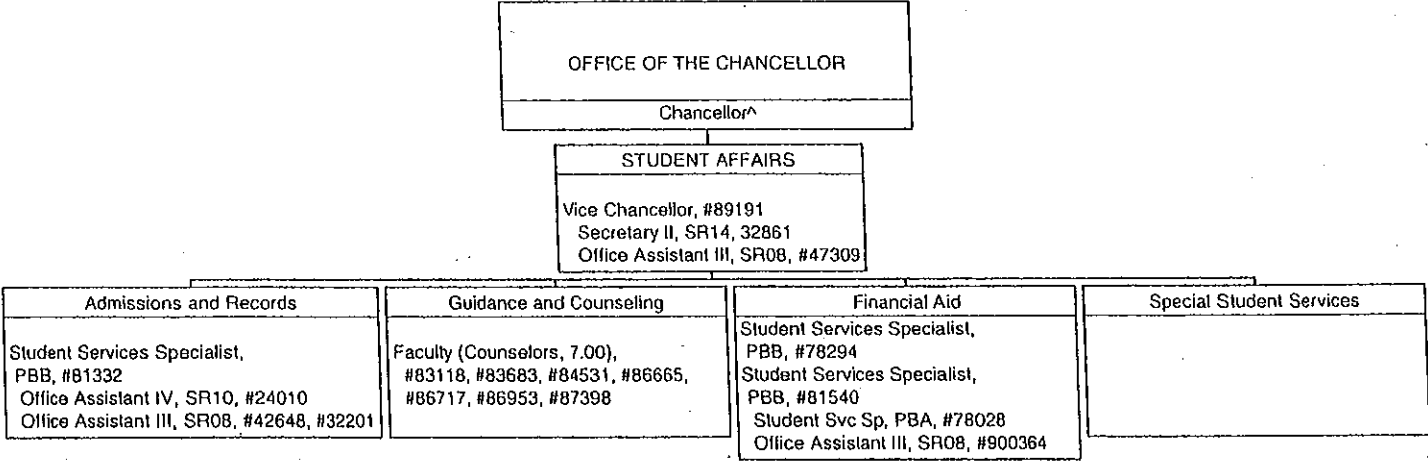 OFFICE OF THE CHANCELLOR
Chancellor^
STUDENT AFFAIRS
Vice Chancellor, #89191
Secretary II, SR14, 32861
Office Assistant III, SR08, #47309
Admissions and Records
Student Services Specialist,
PBB, #81332
Office Assistant IV, SR10, #24010
Office Assistant III, SR08, #42648, #32201
Guidance and Counseling
Faculty (Counselors, 7.00),
#83118, #83683, #84531, #86665,
#86717, #86953, #87398
Financial Aid
Student Services Specialist,
PBB, #78294
Student Services Specialist,
PBB, #81540
Student Svc Sp, PBA, #78028
Office Assistant III, SR08, #900364
Special Student Services